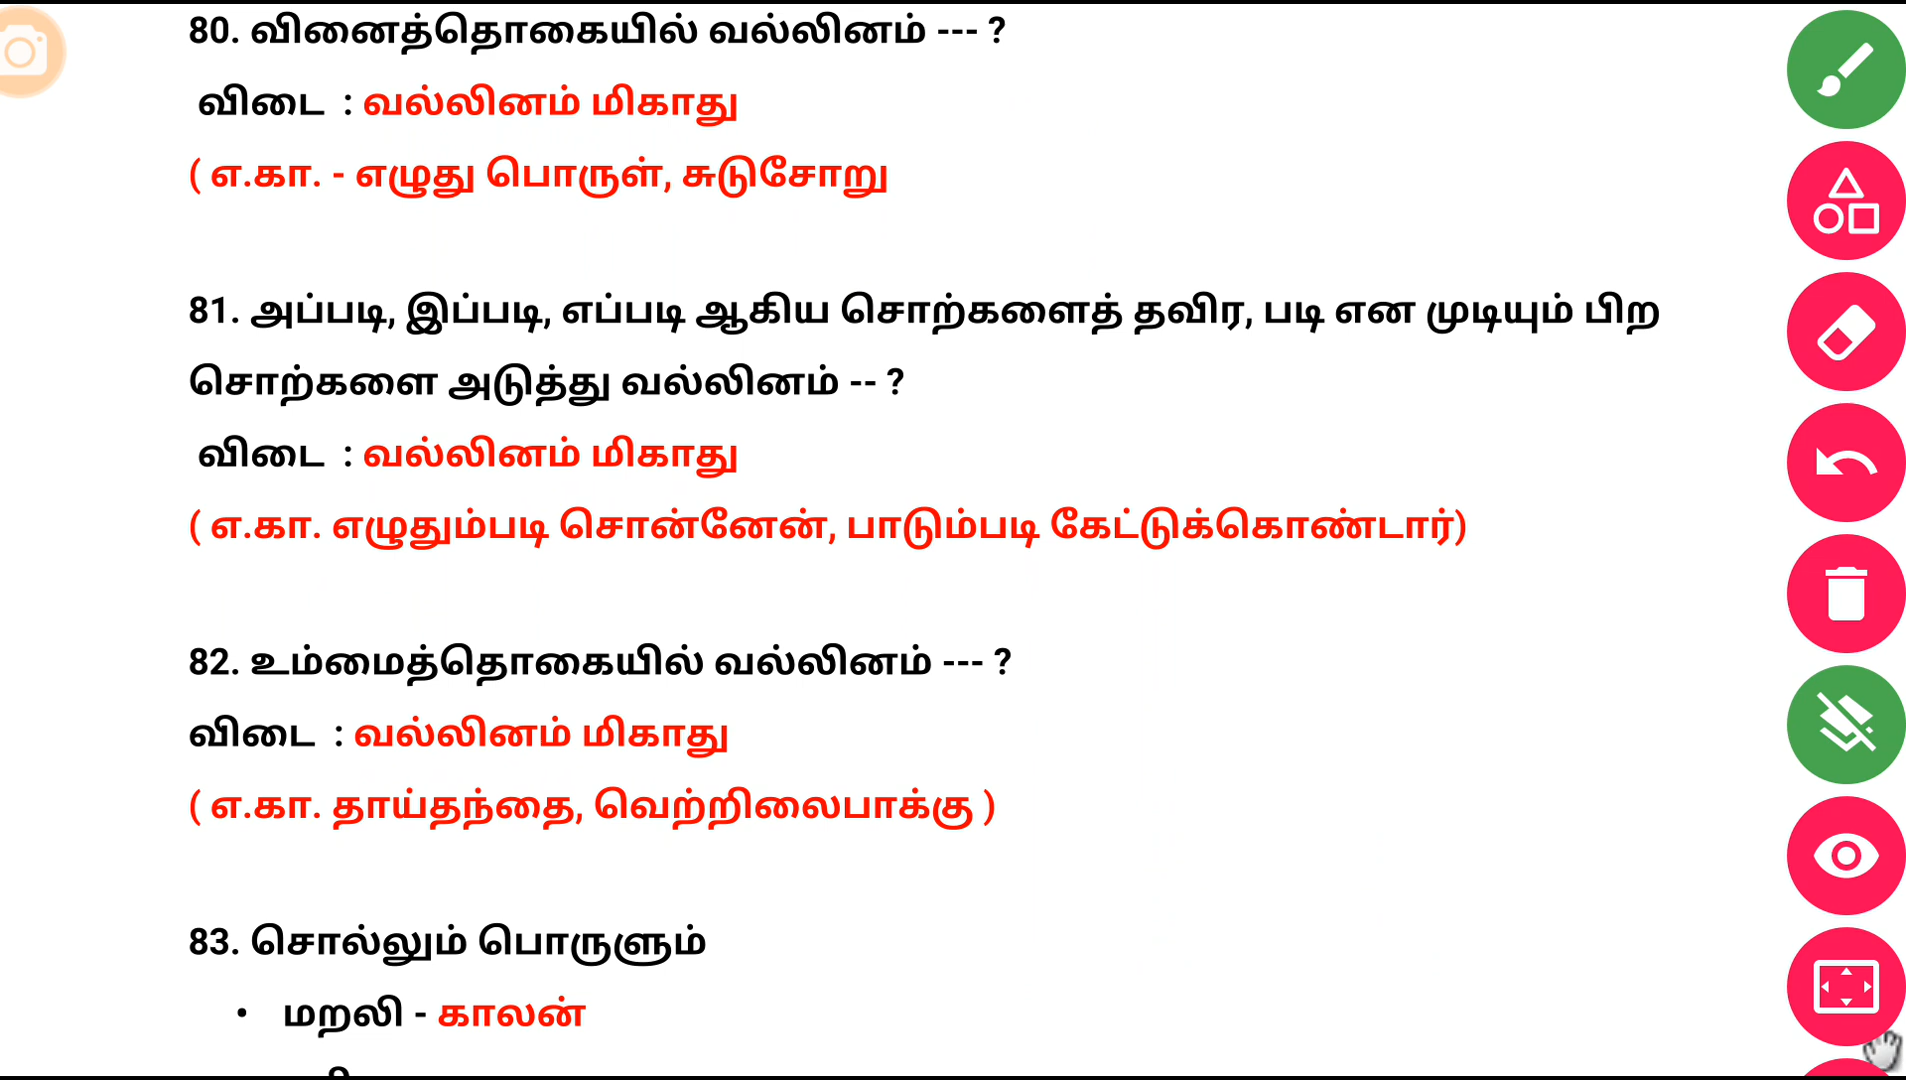 80. வினைத்தொகையில் வல்லினம் --- ?
விடை : வல்லினம் மிகாது
( எ.கா. - எழுது பொருள், சுடுசோறு
81. அப்படி, இப்படி, எப்படி ஆகிய சொற்களைத் தவிர, படி என முடியும் பிற
சொற்களை அடுத்து வல்லினம் -- ?
விடை : வல்லினம் மிகாது
( எ.கா. எழுதும்படி சொன்னேன், பாடும்படி கேட்டுக்கொண்டார்)
82. உம்மைத்தொகையில் வல்லினம் --- ?
விடை : வல்லினம் மிகாது
( எ.கா. தாய்தந்தை, வெற்றிலைபாக்கு )
83. சொல்லும் பொருளும்
• மறலி - காலன்